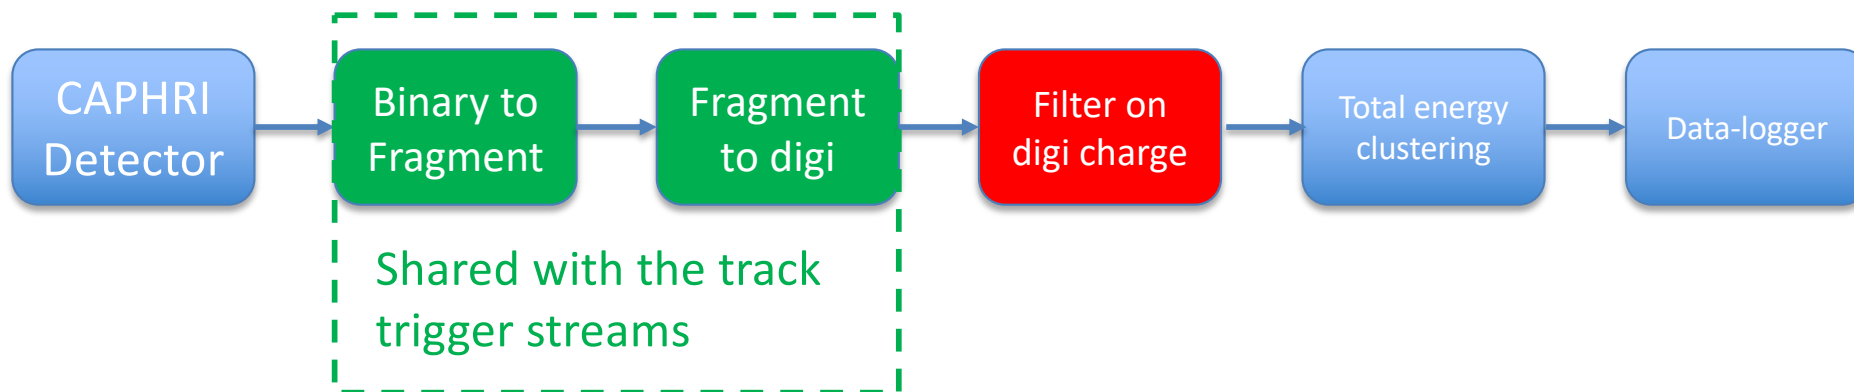 CAPHRI
Detector
Binary to
Fragment
Fragment
to digi
Filter on
digi charge
Total energy
clustering
Data-logger
Shared with the track
trigger streams